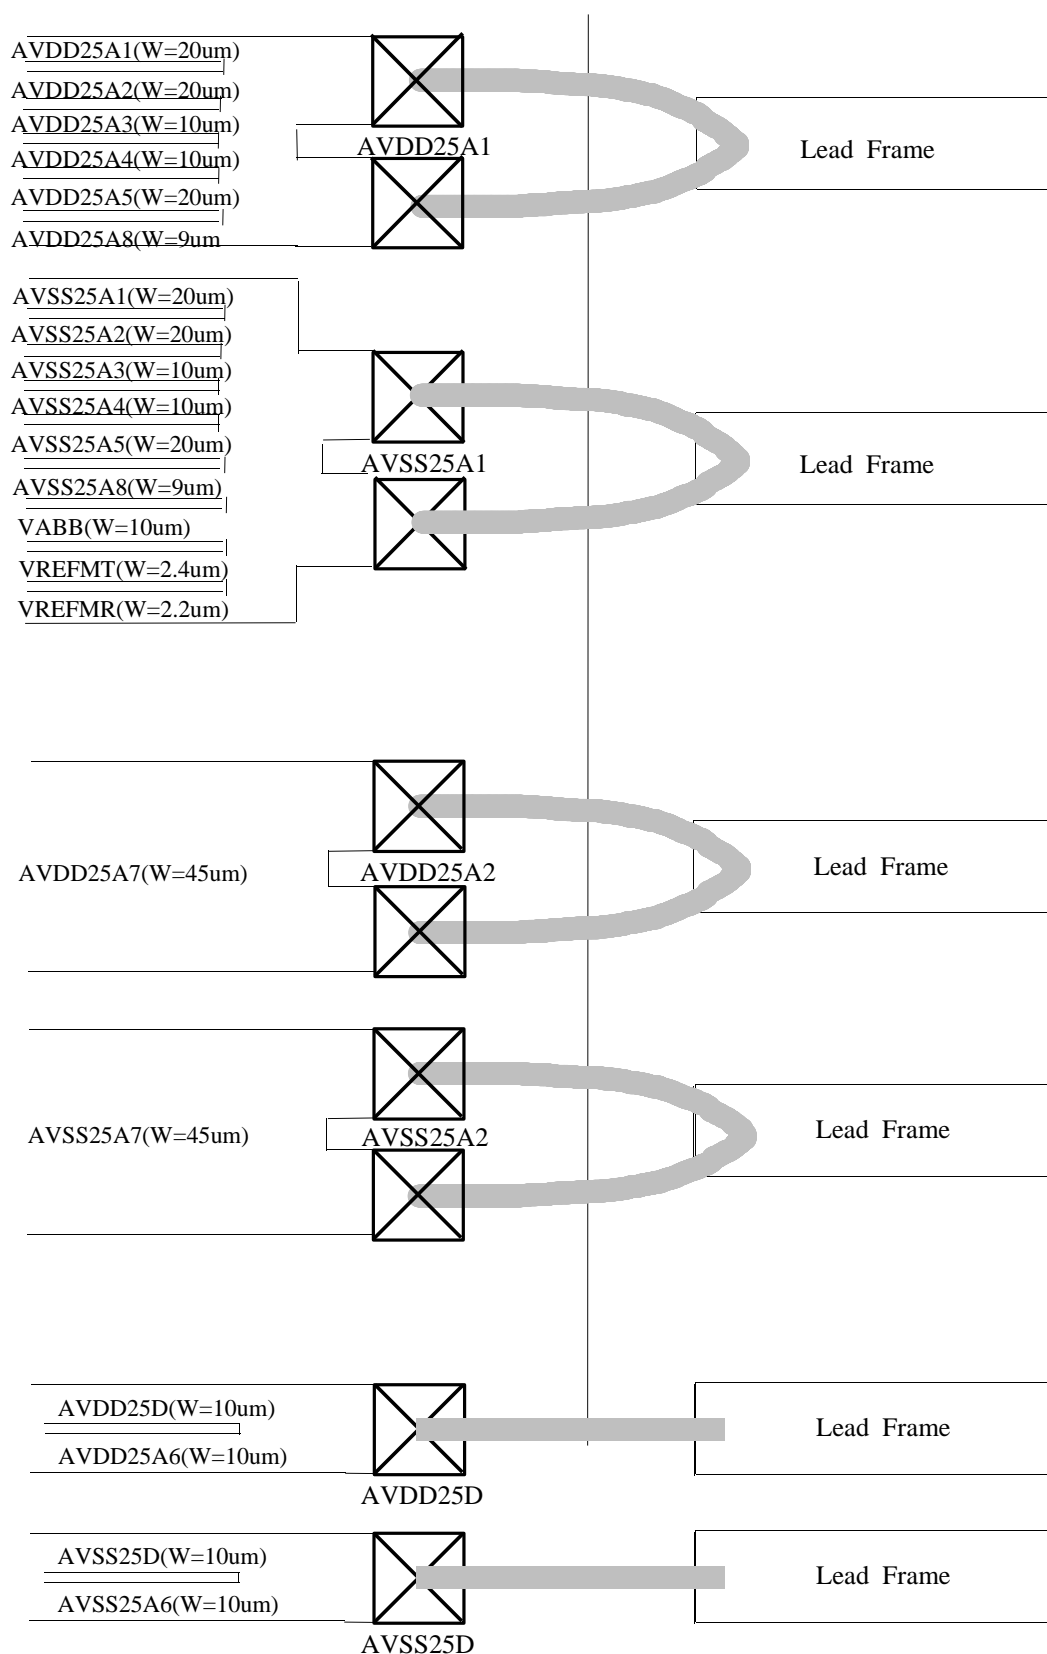 AVDD25A1(W=20um)
AVDD25A2(W=20um)
AVDD25A3(W=10um)
AVDD25A4(W=10um)
AVDD25A5(W=20um)
AVDD25A8(W=9um
AVDD25A1
Lead Frame
AVSS25A1(W=20um)
AVSS25A2(W=20um)
AVSS25A3(W=10um)
AVSS25A4(W=10um)
AVSS25A5(W=20um)
AVSS25A8(W=9um)
VABB(W=10um)
VREFMT(W=2.4um)
VREFMR(W=2.2um)
AVSS25A1
Lead Frame
AVDD25A7(W=45um)
AVDD25A2
Lead Frame
AVSS25A7(W=45um)
AVSS25A2
Lead Frame
AVDD25D(W=10um)
AVDD25A6(W=10um)
AVDD25D
Lead Frame
AVSS25D(W=10um)
AVSS25A6(W=10um)
AVSS25D
Lead Frame